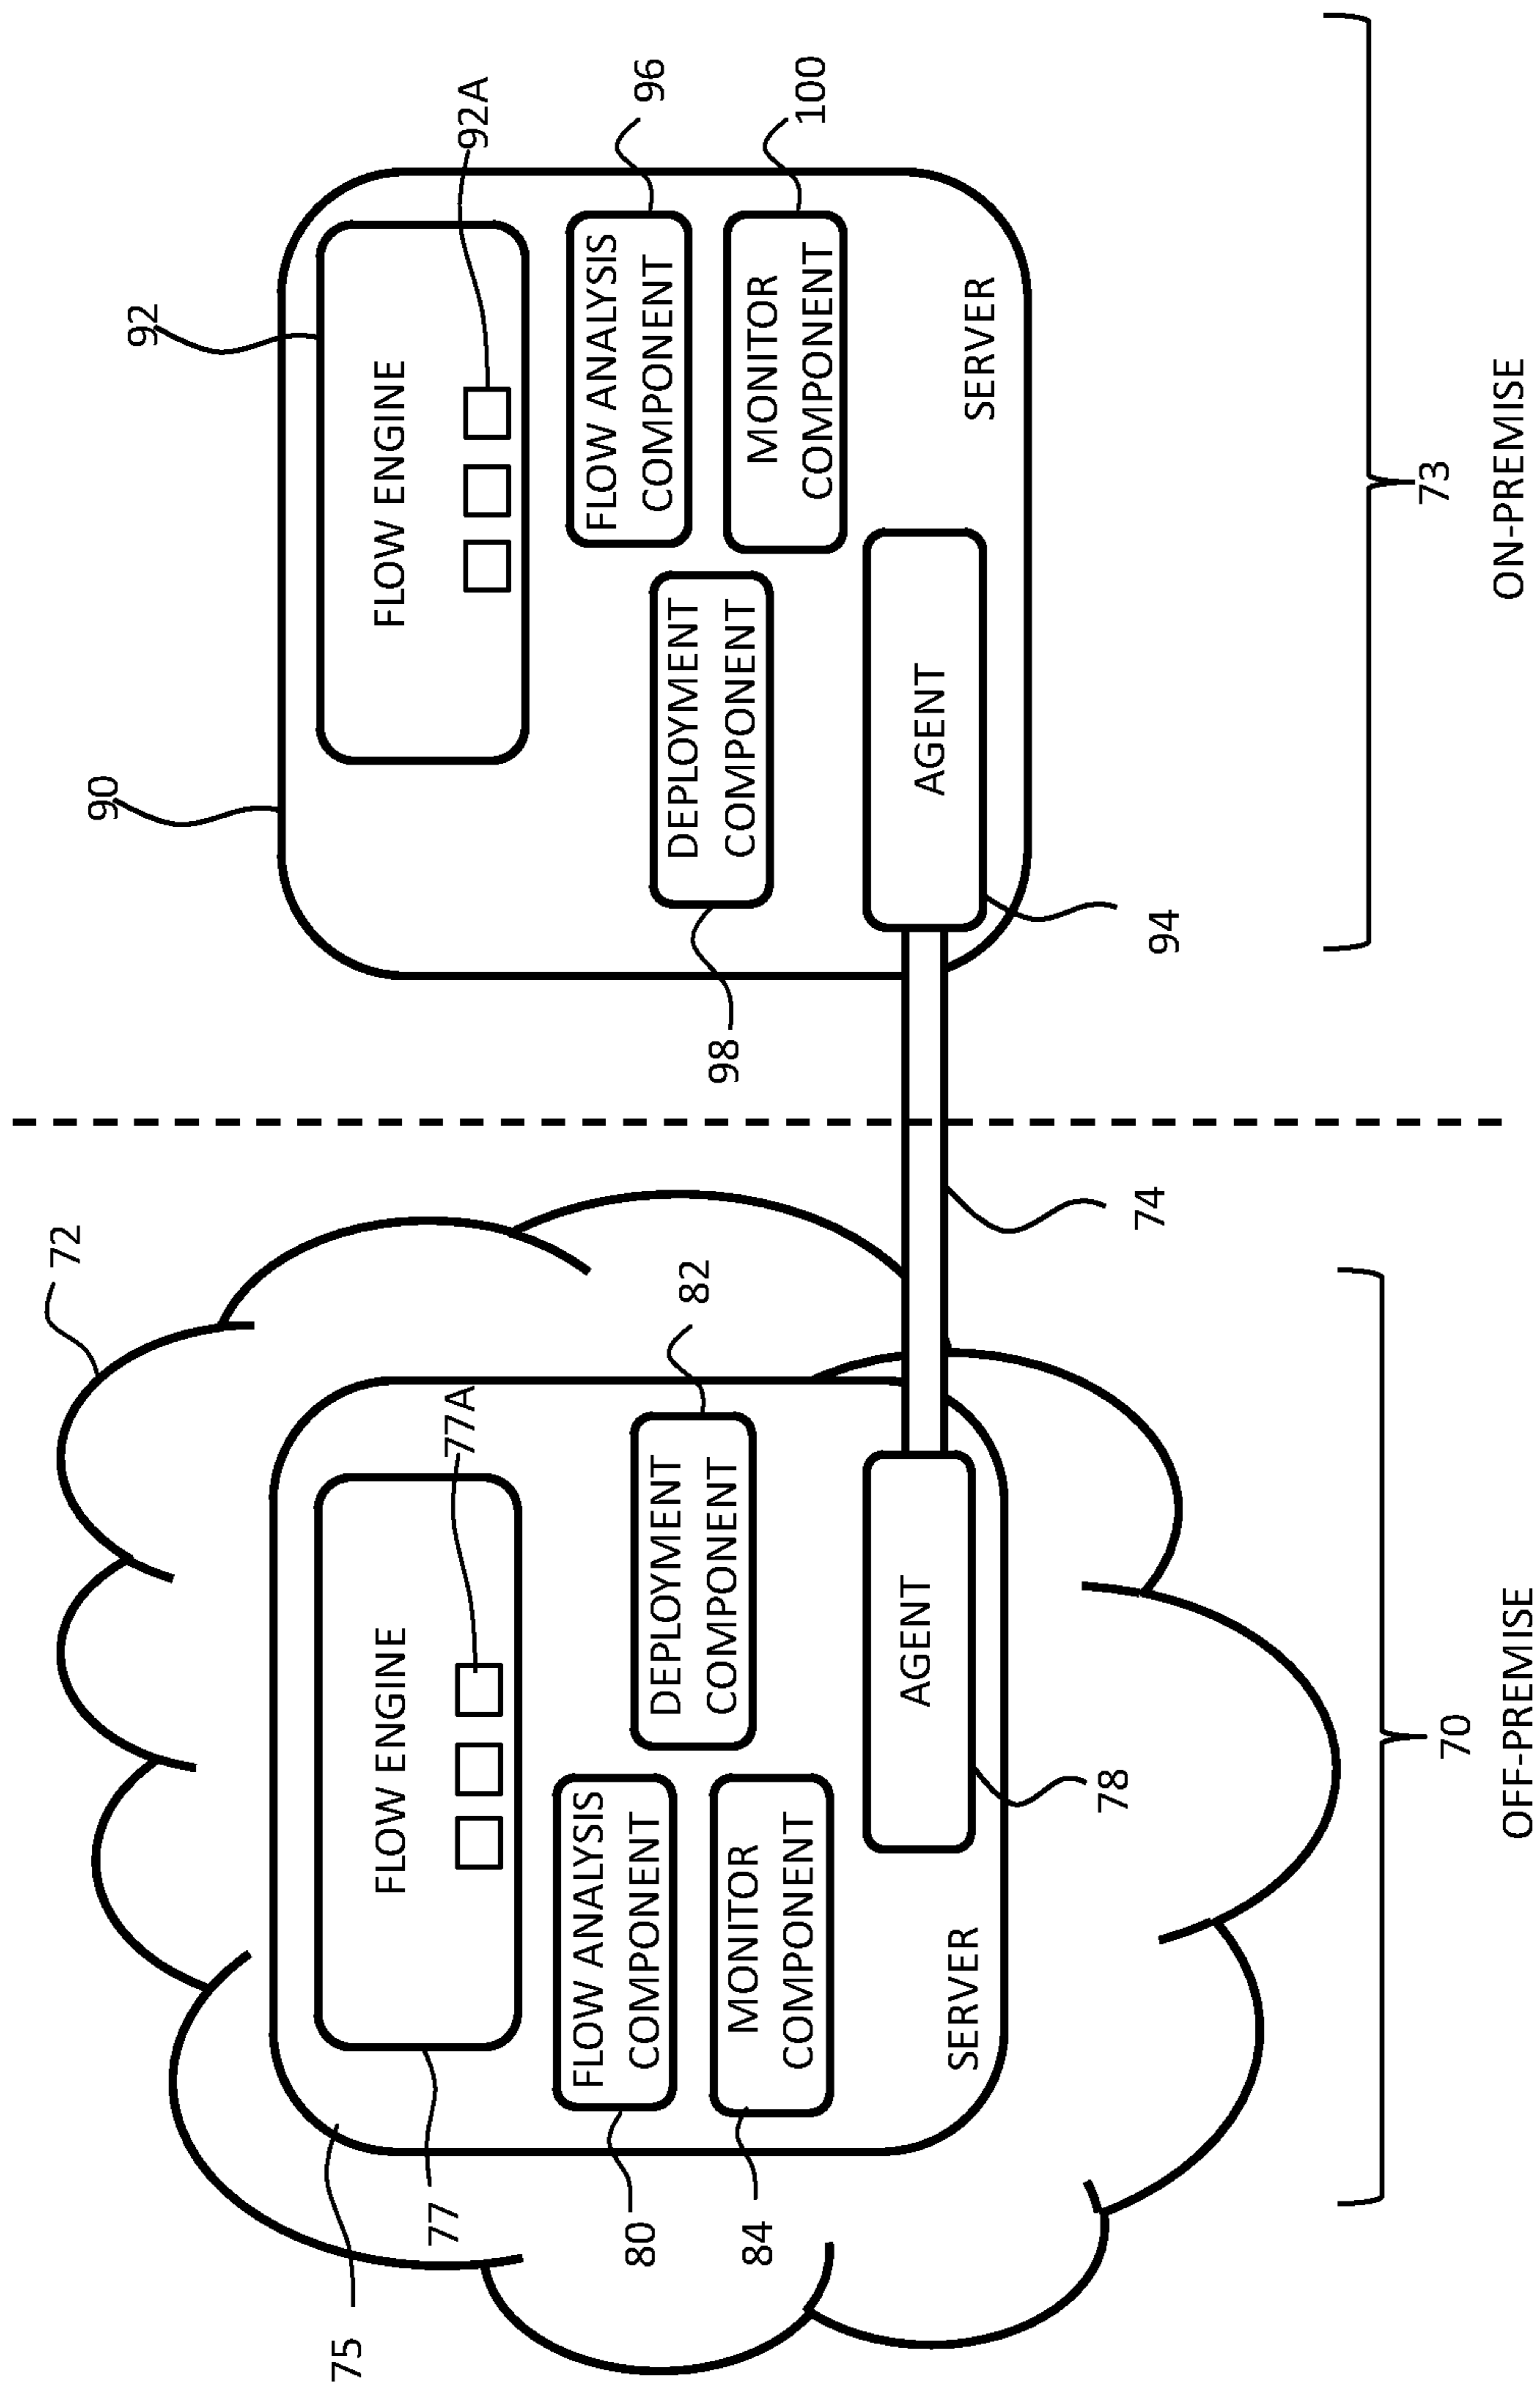 72
75
77
FLOW ENGINE
77A
FLOW ANALYSIS
COMPONENT
80
DEPLOYMENT
COMPONENT
82
MONITOR
COMPONENT
84
AGENT
78
SERVER
74
70
OFF-PREMISE
90
92
FLOW ENGINE
92A
FLOW ANALYSIS
COMPONENT
96
DEPLOYMENT
COMPONENT
98
MONITOR
COMPONENT
100
AGENT
94
SERVER
73
ON-PREMISE